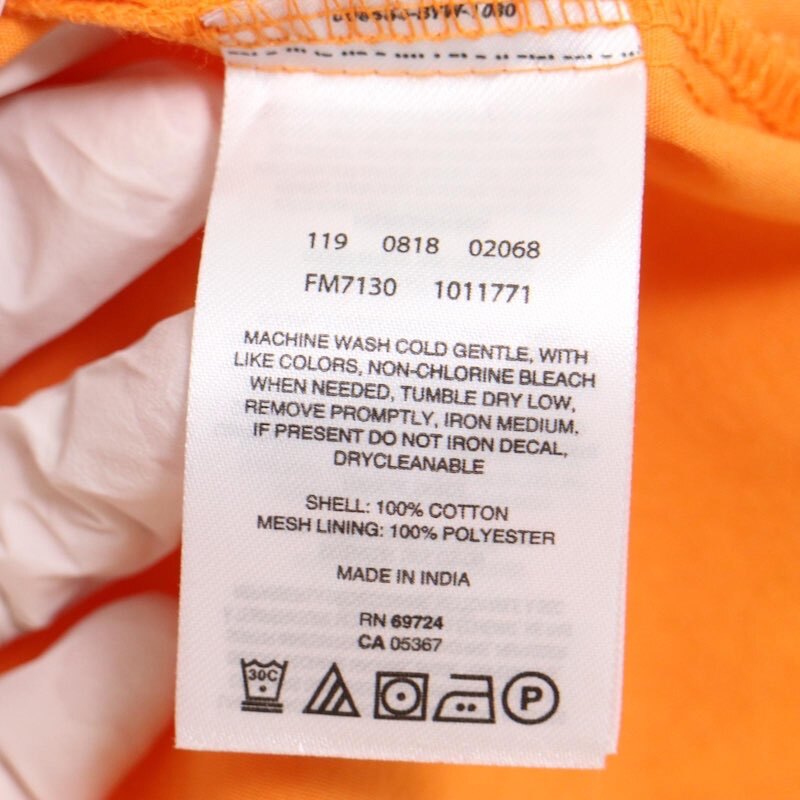 119 0818 02068
FM7130 1011771
MACHINE WASH COLD GENTLE, WITH
LIKE COLORS, NON-CHLORINE BLEACH
WHEN NEEDED, TUMBLE DRY LOW,
REMOVE PROMPTLY, IRON MEDIUM.
IF PRESENT DO NOT IRON DECAL,
DRYCLEANABLE
SHELL: 100% COTTON
MESH LINING: 100% POLYESTER
MADE IN INDIA
RN 69724
CA 05367
30C P